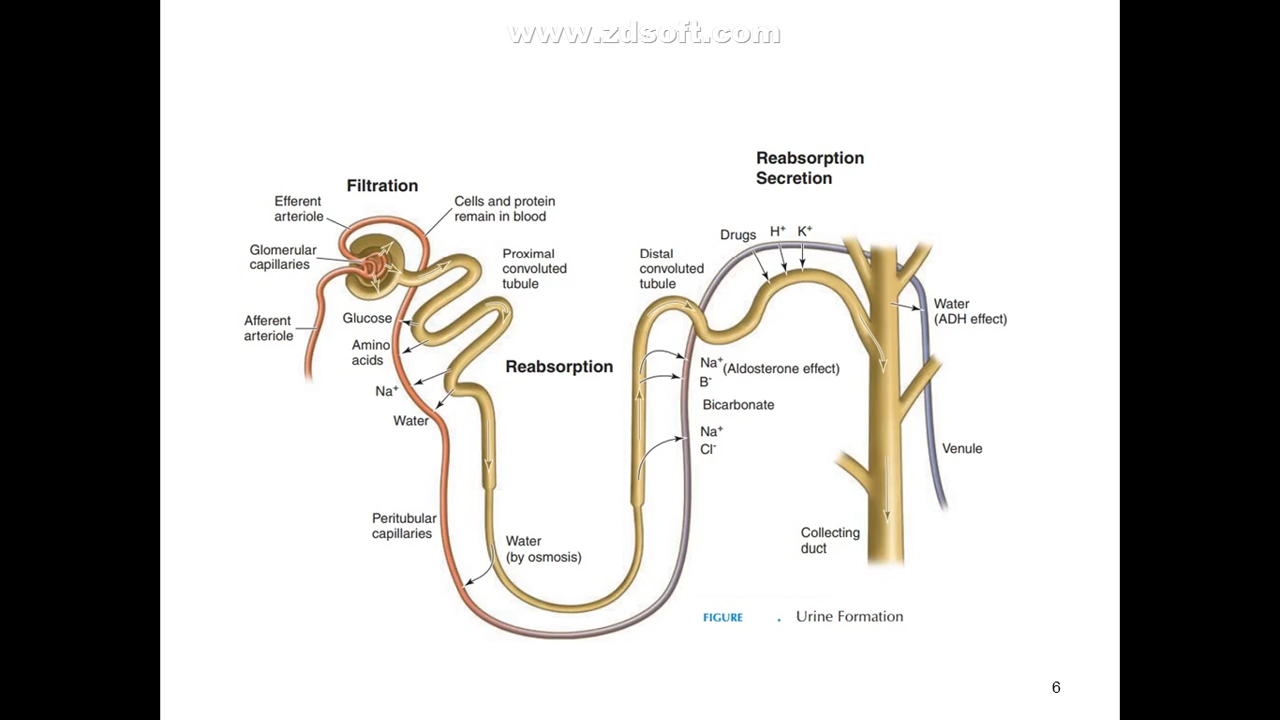 www.zdsoft.com
Reabsorption
Secretion
Filtration
Efferent
arteriole
Cells and protein
remain in blood
Glomerular
capillaries
Proximal
convoluted
tubule
Distal
convoluted
tubule
Drugs H⁺ K⁺
Afferent
arteriole
Glucose
Amino
acids
Na⁺
Water
Reabsorption
Na⁺ (Aldosterone effect)
B⁻
Bicarbonate
Na⁺
Cl⁻
Water
(ADH effect)
Venule
Peritubular
capillaries
Water
(by osmosis)
Collecting
duct
FIGURE . Urine Formation
6